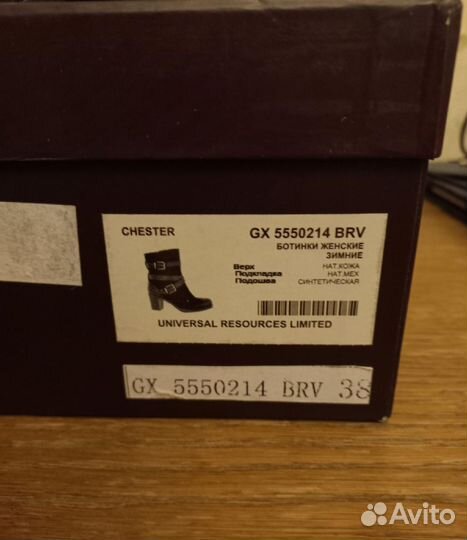 CHESTER
GX 5550214 BRV
БОТИНКИ ЖЕНСКИЕ
ЗИМНИЕ
Верх НАТ.КОЖА
Подкладка НАТ.МЕХ
Подошва СИНТЕТИЧЕСКАЯ
UNIVERSAL RESOURCES LIMITED
GX 5550214 BRV 38
Avito